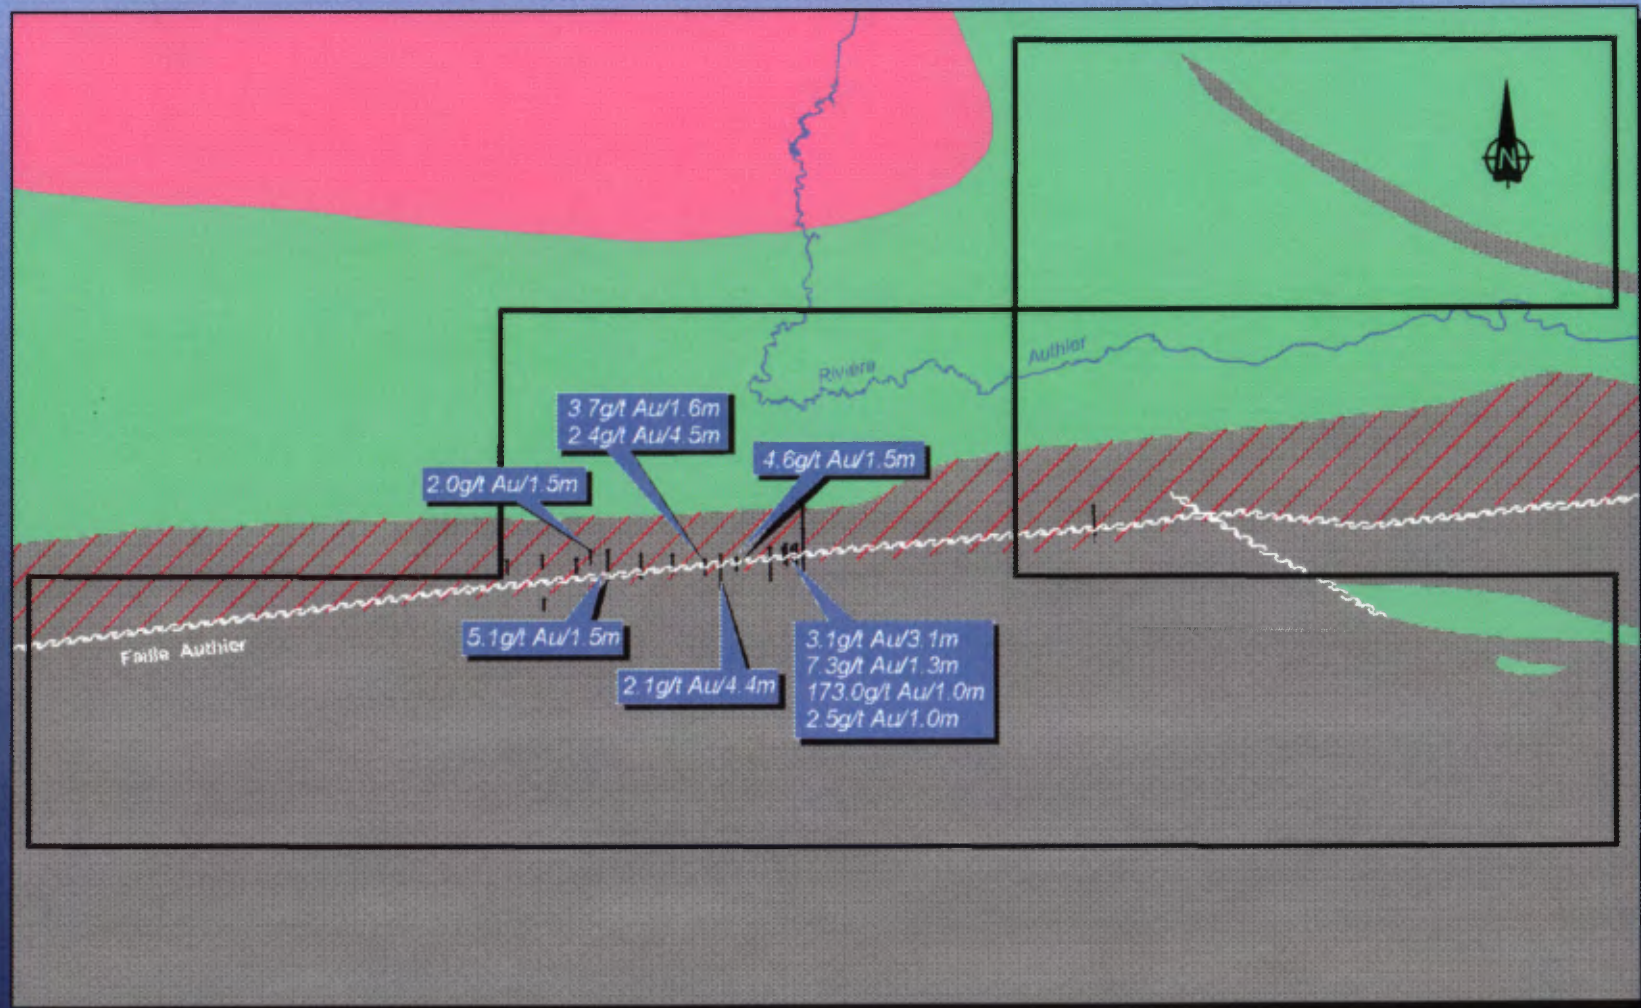 N
Rivière
Authier
3.7g/t Au/1.6m
2.4g/t Au/4.5m
4.6g/t Au/1.5m
2.0g/t Au/1.5m
5.1g/t Au/1.5m
2.1g/t Au/4.4m
3.1g/t Au/3.1m
7.3g/t Au/1.3m
173.0g/t Au/1.0m
2.5g/t Au/1.0m
Faille Authier